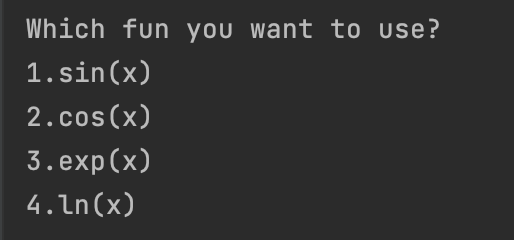 Which fun you want to use?
1.sin(x)
2.cos(x)
3.exp(x)
4.ln(x)